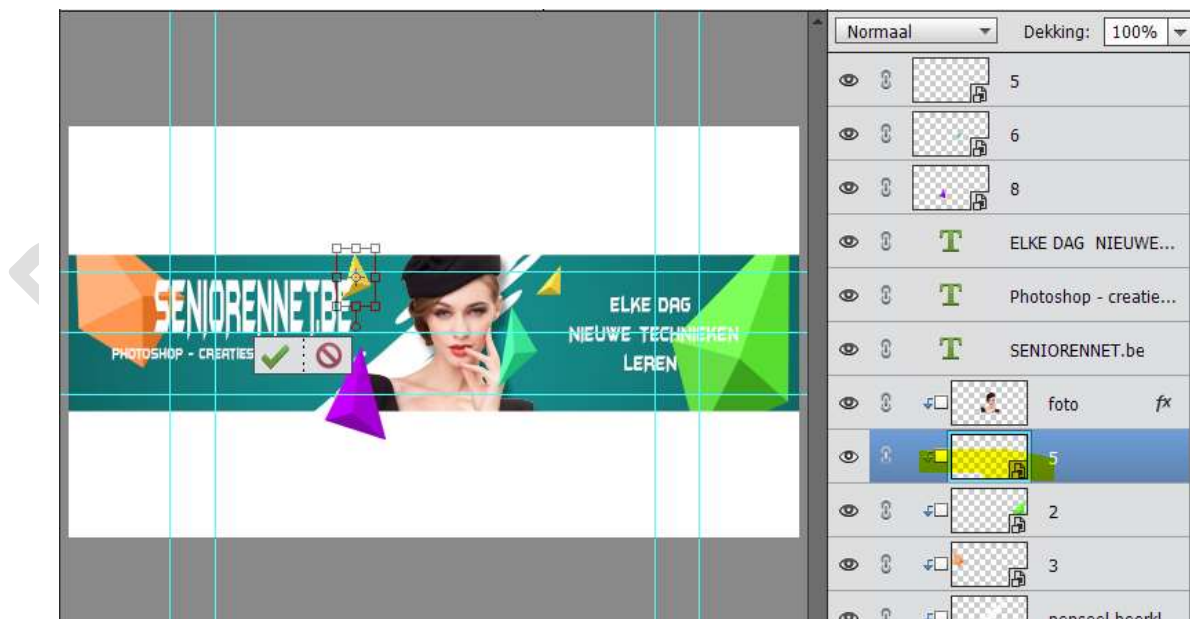 Normaal Dekking: 100%
5
6
8
ELKE DAG NIEUWE...
Photoshop - creatie...
SENIORENNET.be
foto fx
5
2
3
SENIORENNET.BE
PHOTOSHOP - CREATIES
ELKE DAG
NIEUWE TECHNIEKEN
LEREN